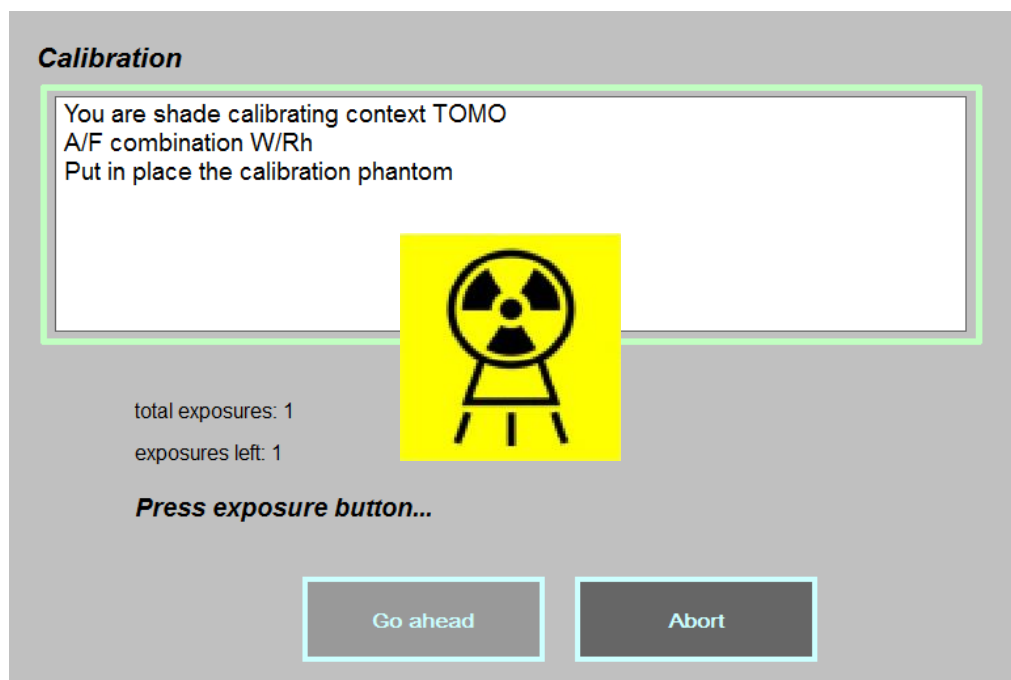 Calibration
You are shade calibrating context TOMO
A/F combination W/Rh
Put in place the calibration phantom
total exposures: 1
exposures left: 1
Press exposure button...
Go ahead
Abort